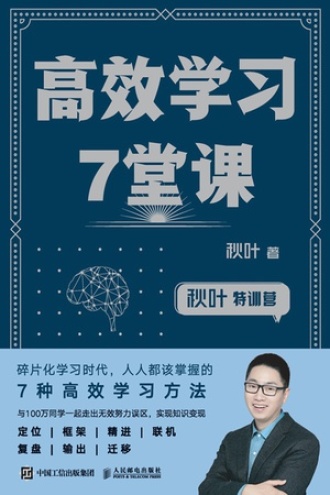 高效学习
7堂课
秋叶 著
秋叶 特训营
碎片化学习时代，人人都该掌握的
7种高效学习方法
与100万同学一起走出无效努力误区，实现知识变现
定位 | 框架 | 精进 | 联机
复盘 | 输出 | 迁移
中国工信出版集团 人民邮电出版社